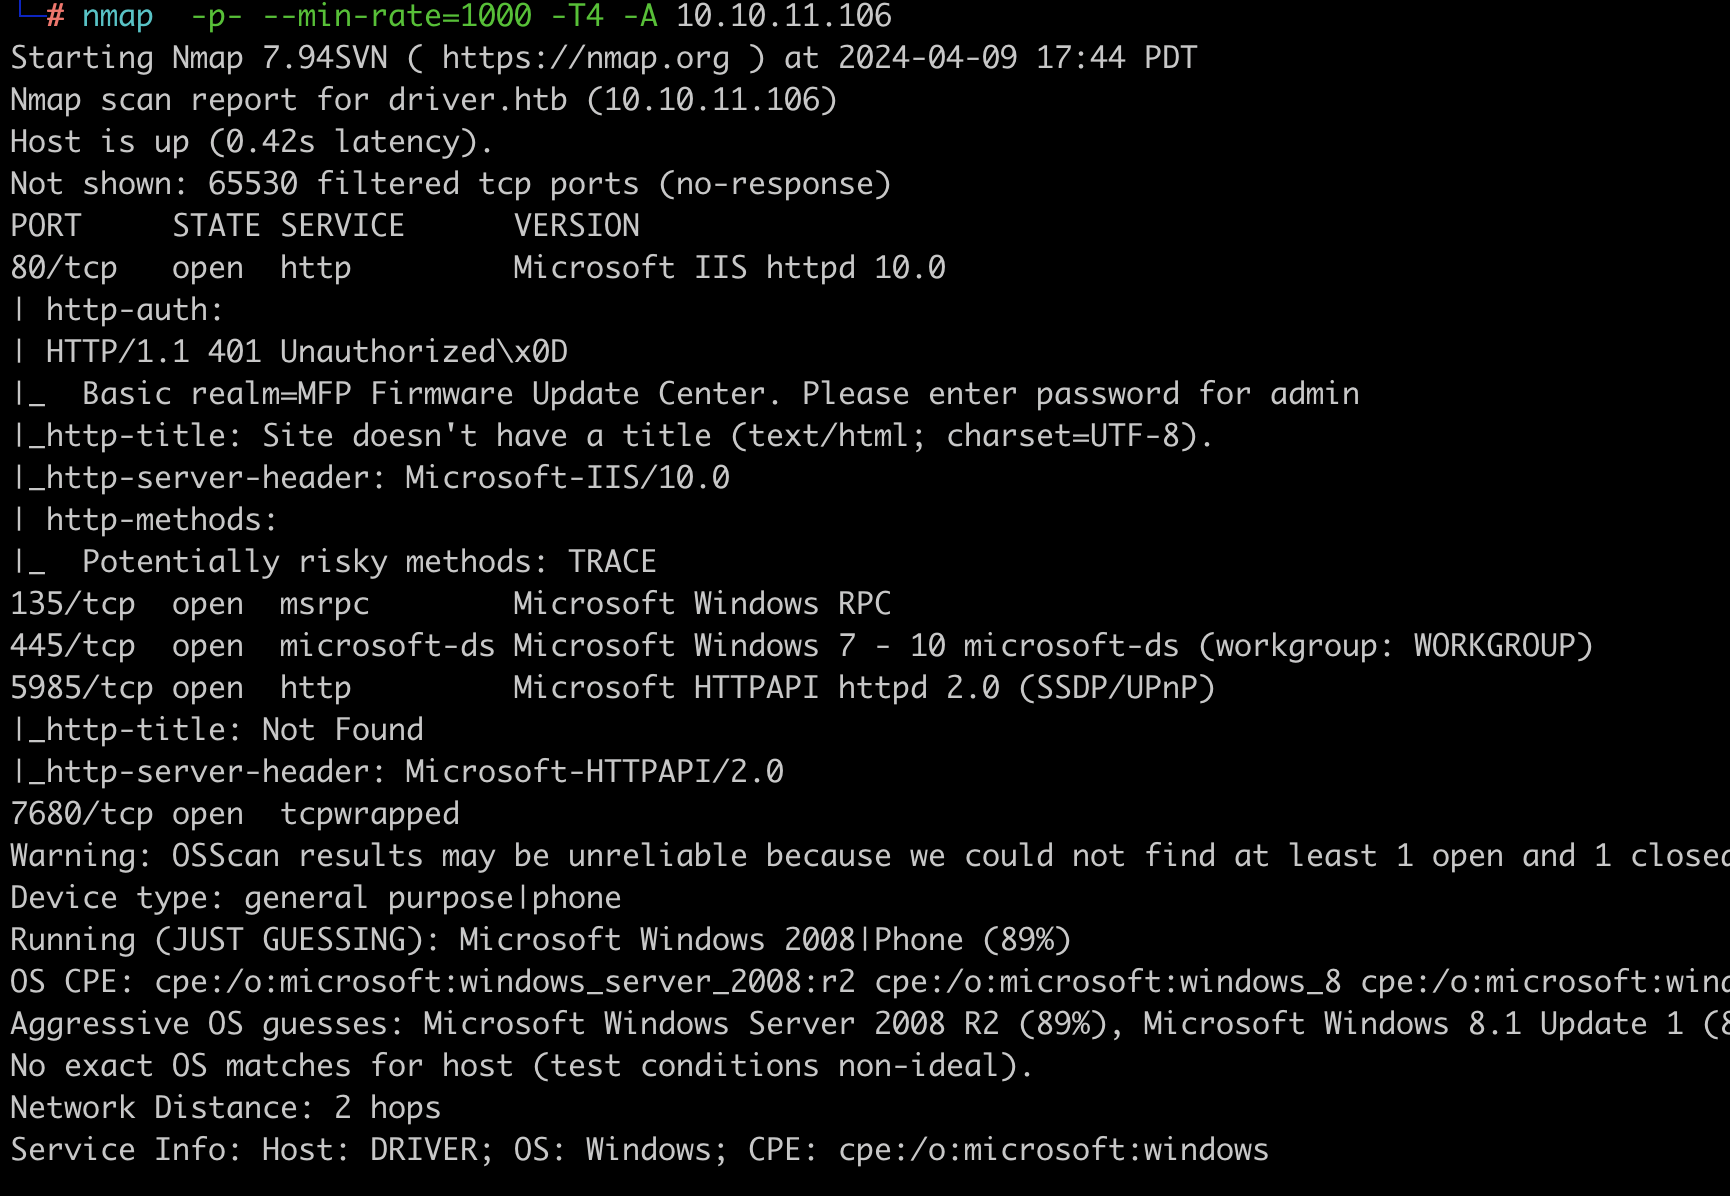 └─# nmap  -p- --min-rate=1000 -T4 -A 10.10.11.106
Starting Nmap 7.94SVN ( https://nmap.org ) at 2024-04-09 17:44 PDT
Nmap scan report for driver.htb (10.10.11.106)
Host is up (0.42s latency).
Not shown: 65530 filtered tcp ports (no-response)
PORT     STATE SERVICE      VERSION
80/tcp   open  http         Microsoft IIS httpd 10.0
| http-auth:
| HTTP/1.1 401 Unauthorized\x0D
|_  Basic realm=MFP Firmware Update Center. Please enter password for admin
|_http-title: Site doesn't have a title (text/html; charset=UTF-8).
|_http-server-header: Microsoft-IIS/10.0
| http-methods:
|_  Potentially risky methods: TRACE
135/tcp  open  msrpc        Microsoft Windows RPC
445/tcp  open  microsoft-ds Microsoft Windows 7 - 10 microsoft-ds (workgroup: WORKGROUP)
5985/tcp open  http         Microsoft HTTPAPI httpd 2.0 (SSDP/UPnP)
|_http-title: Not Found
|_http-server-header: Microsoft-HTTPAPI/2.0
7680/tcp open  tcpwrapped
Warning: OSScan results may be unreliable because we could not find at least 1 open and 1 closed
Device type: general purpose|phone
Running (JUST GUESSING): Microsoft Windows 2008|Phone (89%)
OS CPE: cpe:/o:microsoft:windows_server_2008:r2 cpe:/o:microsoft:windows_8 cpe:/o:microsoft:wind
Aggressive OS guesses: Microsoft Windows Server 2008 R2 (89%), Microsoft Windows 8.1 Update 1 (8
No exact OS matches for host (test conditions non-ideal).
Network Distance: 2 hops
Service Info: Host: DRIVER; OS: Windows; CPE: cpe:/o:microsoft:windows